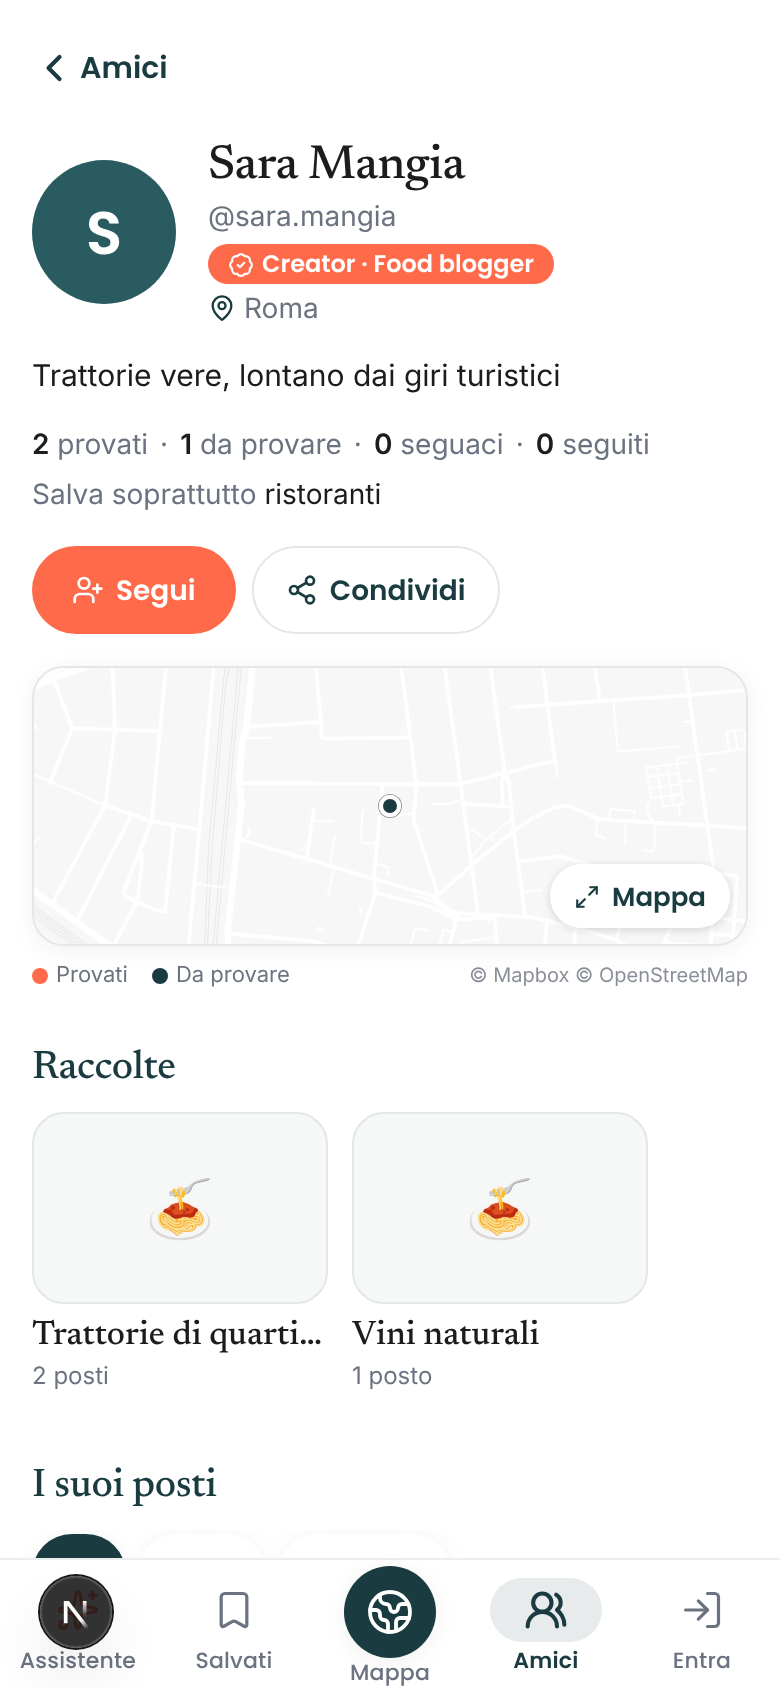 Amici
S
Sara Mangia
@sara.mangia
Creator · Food blogger
Roma
Trattorie vere, lontano dai giri turistici
2 provati · 1 da provare · 0 seguaci · 0 seguiti
Salva soprattutto ristoranti
Segui
Condividi
Mappa
Provati
Da provare
© Mapbox © OpenStreetMap
Raccolte
Trattorie di quarti...
2 posti
Vini naturali
1 posto
I suoi posti
N
Assistente
Salvati
Mappa
Amici
Entra